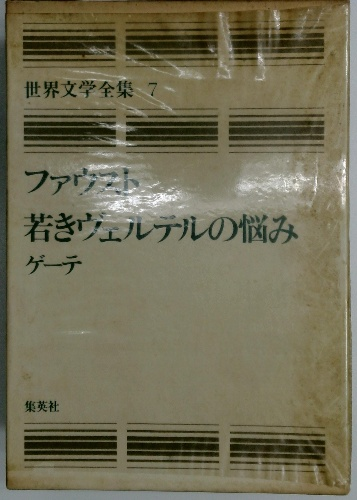 世界文学全集 7
ファウスト
若きヴェルテルの悩み
ゲーテ
集英社